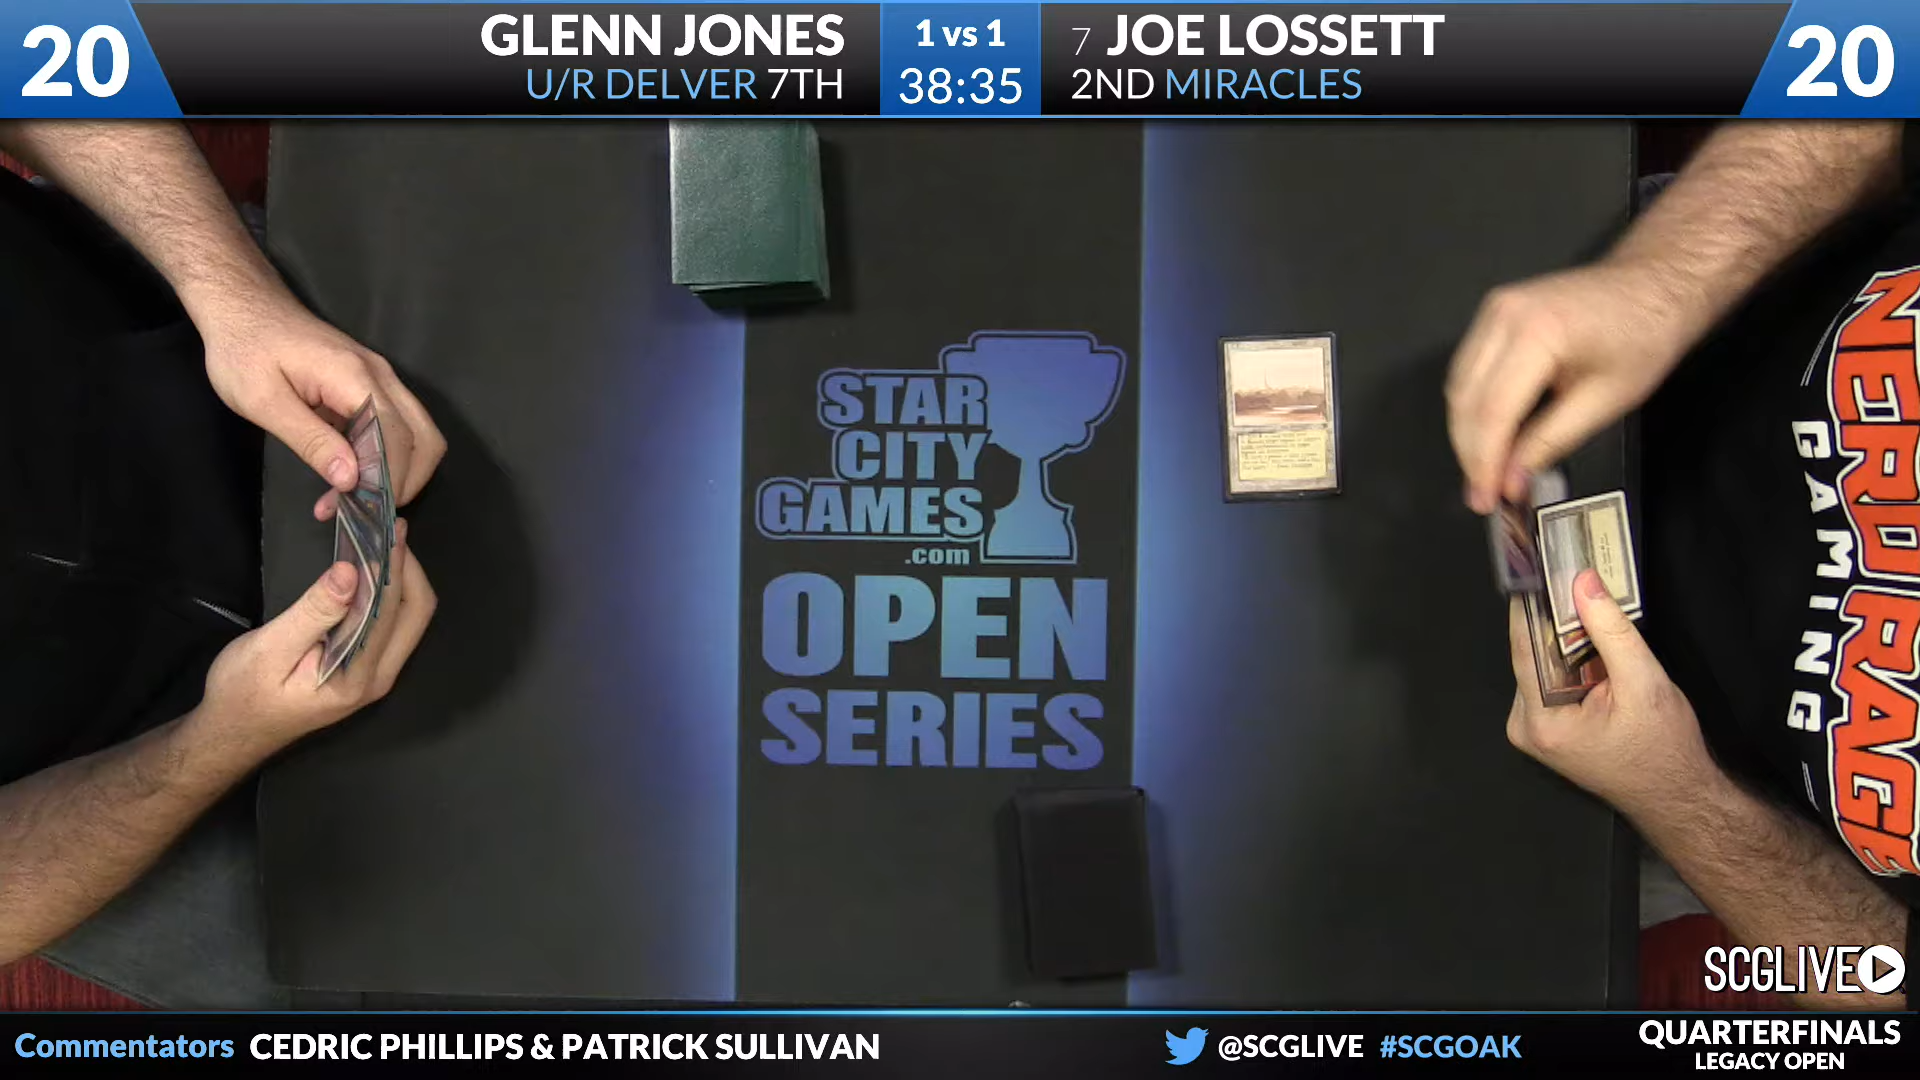 20
GLENN JONES
U/R DELVER 7TH
1 vs 1
38:35
7 JOE LOSSETT
2ND MIRACLES
20
STAR
CITY
GAMES
.com
OPEN
SERIES
NERD RAGE
GAMING
SCGLIVE
Commentators CEDRIC PHILLIPS & PATRICK SULLIVAN
@SCGLIVE #SCGOAK
QUARTERFINALS
LEGACY OPEN